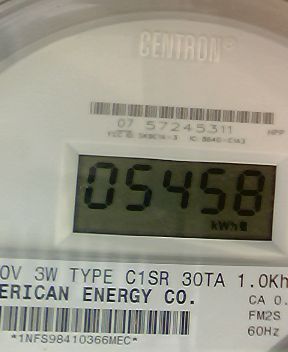 CENTRON®
07 57245311
05458
kWh
0V 3W TYPE C1SR 30TA 1.0Kh
ERICAN ENERGY CO.
CA 0.
FM2S
60Hz
*1NFS98410366MEC*